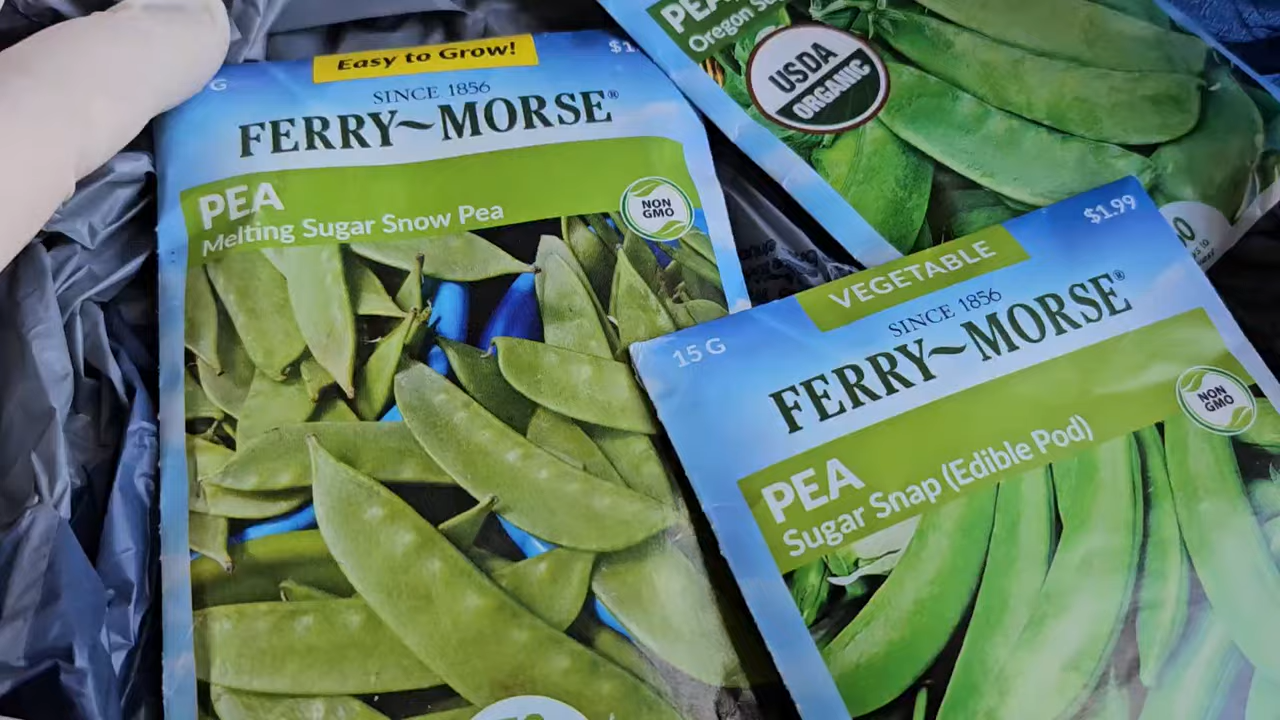 Easy to Grow!
G
$1.
SINCE 1856
FERRY~MORSE®
PEA
Melting Sugar Snow Pea
NON
GMO
PEA
Oregon
USDA
ORGANIC
VEGETABLE
$1.99
15 G
SINCE 1856
FERRY~MORSE®
PEA
Sugar Snap (Edible Pod)
NON
GMO